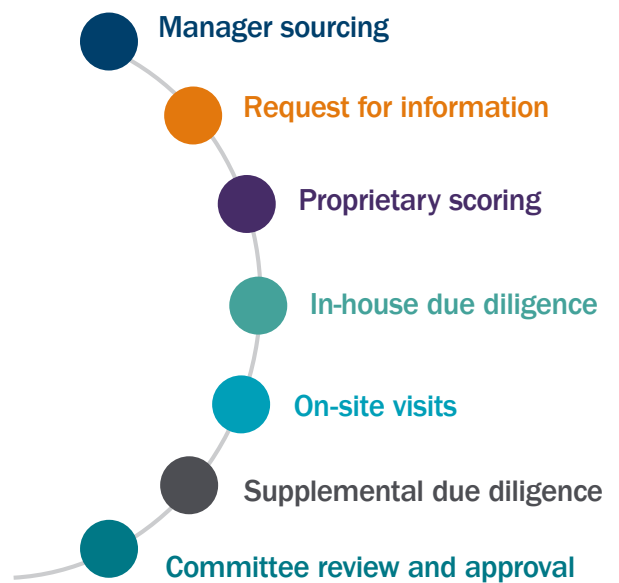 Manager sourcing
Request for information
Proprietary scoring
In-house due diligence
On-site visits
Supplemental due diligence
Committee review and approval